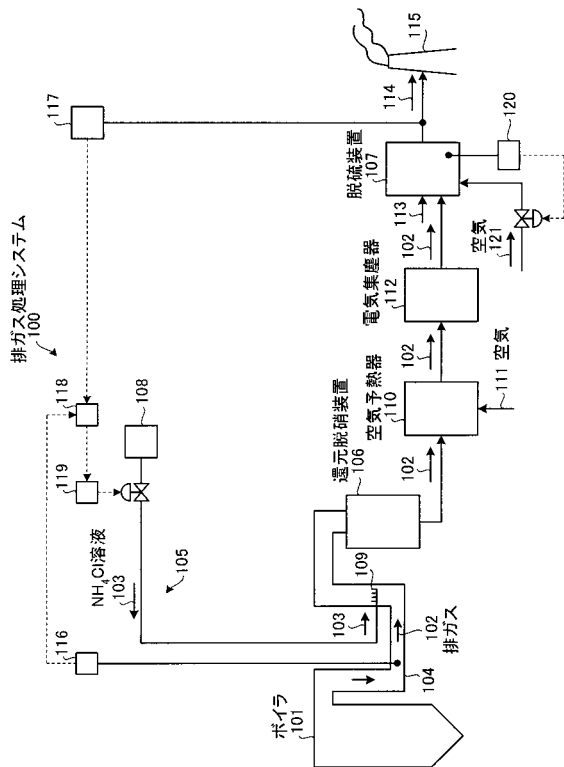 排ガス処理システム
100
117
118
119
108
116
NH4Cl溶液
103
105
ボイラ
101
104
102
排ガス
103
109
還元脱硝装置
106
102
空気予熱器
110
111 空気
102
電気集塵器
112
102
113
脱硫装置
107
空気
121
120
114
115